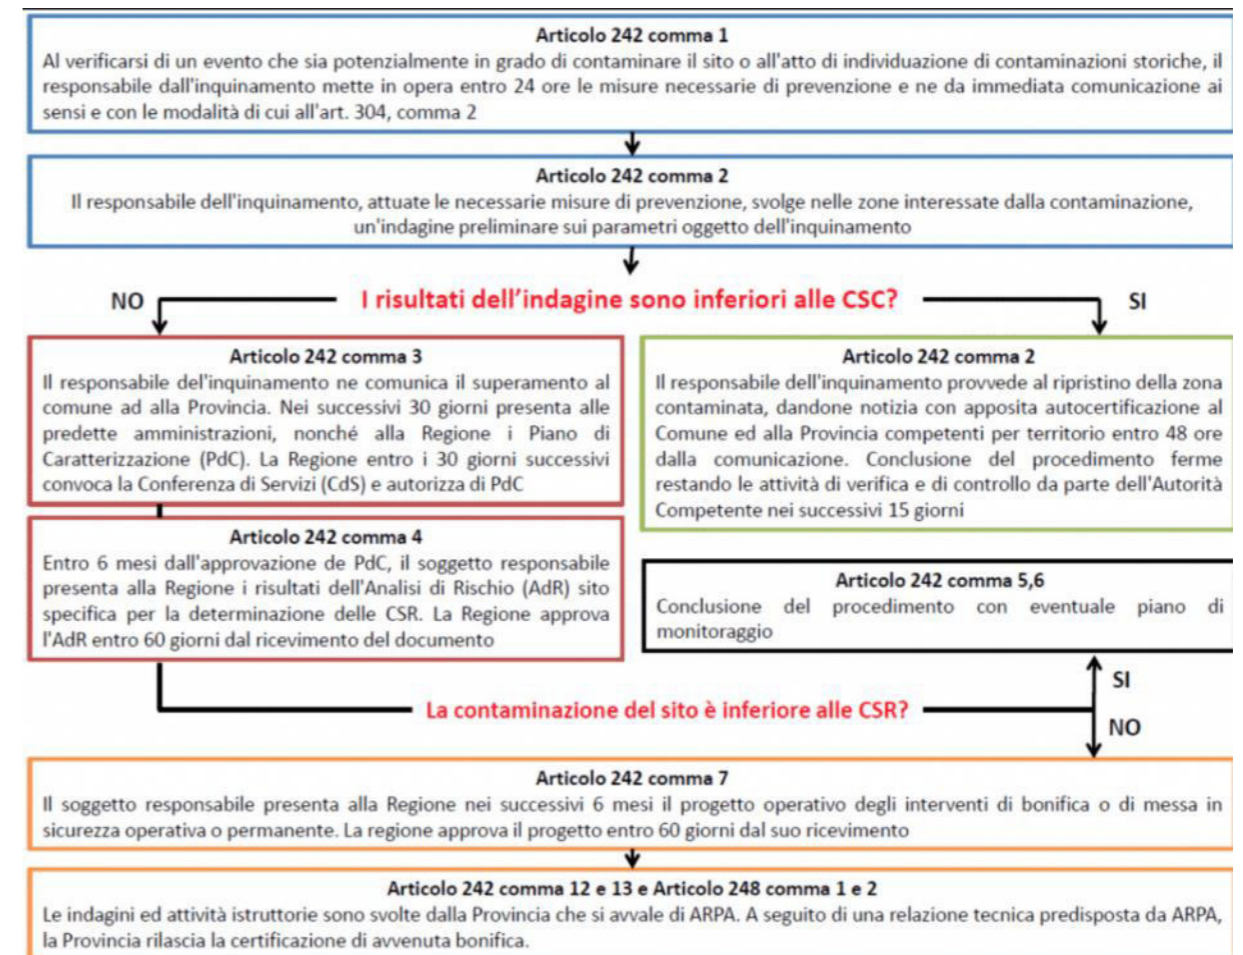 Articolo 242 comma 1
Al verificarsi di un evento che sia potenzialmente in grado di contaminare il sito o all'atto di individuazione di contaminazioni storiche, il
responsabile dall'inquinamento mette in opera entro 24 ore le misure necessarie di prevenzione e ne da immediata comunicazione ai
sensi e con le modalità di cui all'art. 304, comma 2
Articolo 242 comma 2
Il responsabile dell'inquinamento, attuate le necessarie misure di prevenzione, svolge nelle zone interessate dalla contaminazione,
un'indagine preliminare sui parametri oggetto dell'inquinamento
NO
I risultati dell'indagine sono inferiori alle CSC?
SI
Articolo 242 comma 3
Il responsabile del'inquinamento ne comunica il superamento al
comune ad alla Provincia. Nei successivi 30 giorni presenta alle
predette amministrazioni, nonché alla Regione i Piano di
Caratterizzazione (PdC). La Regione entro i 30 giorni successivi
convoca la Conferenza di Servizi (CdS) e autorizza di PdC
Articolo 242 comma 2
Il responsabile dell'inquinamento provvede al ripristino della zona
contaminata, dandone notizia con apposita autocertificazione al
Comune ed alla Provincia competenti per territorio entro 48 ore
dalla comunicazione. Conclusione del procedimento ferme
restando le attività di verifica e di controllo da parte dell'Autorità
Competente nei successivi 15 giorni
Articolo 242 comma 4
Entro 6 mesi dall'approvazione de PdC, il soggetto responsabile
presenta alla Regione i risultati dell'Analisi di Rischio (AdR) sito
specifica per la determinazione delle CSR. La Regione approva
l'AdR entro 60 giorni dal ricevimento del documento
Articolo 242 comma 5,6
Conclusione del procedimento con eventuale piano di
monitoraggio
SI
La contaminazione del sito è inferiore alle CSR?
NO
Articolo 242 comma 7
Il soggetto responsabile presenta alla Regione nei successivi 6 mesi il progetto operativo degli interventi di bonifica o di messa in
sicurezza operativa o permanente. La regione approva il progetto entro 60 giorni dal suo ricevimento
Articolo 242 comma 12 e 13 e Articolo 248 comma 1 e 2
Le indagini ed attività istruttorie sono svolte dalla Provincia che si avvale di ARPA. A seguito di una relazione tecnica predisposta da ARPA,
la Provincia rilascia la certificazione di avvenuta bonifica.